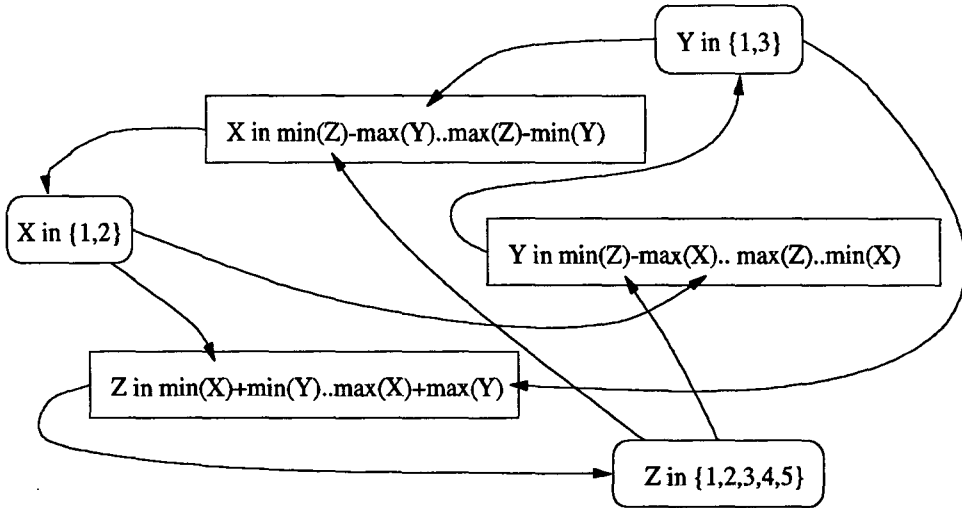 Y in {1,3}
X in min(Z)-max(Y)..max(Z)-min(Y)
X in {1,2}
Y in min(Z)-max(X).. max(Z)..min(X)
Z in min(X)+min(Y)..max(X)+max(Y)
Z in {1,2,3,4,5}